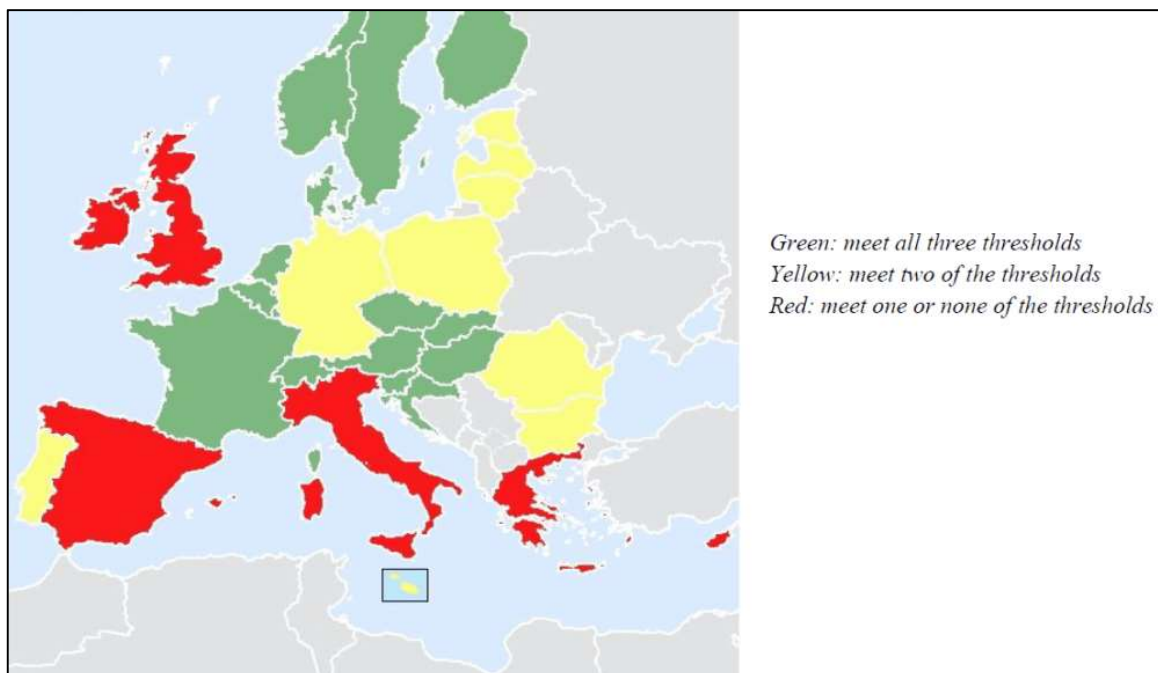 Green: meet all three thresholds
Yellow: meet two of the thresholds
Red: meet one or none of the thresholds